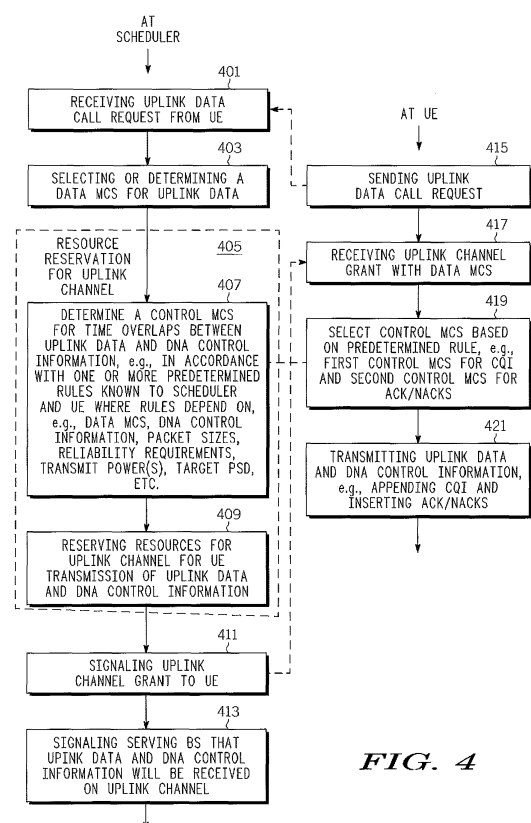 AT
SCHEDULER
401
RECEIVING UPLINK DATA
CALL REQUEST FROM UE
403
SELECTING OR DETERMINING A
DATA MCS FOR UPLINK DATA
RESOURCE
RESERVATION
FOR UPLINK
CHANNEL
405
407
DETERMINE A CONTROL MCS
FOR TIME OVERLAPS BETWEEN
UPLINK DATA AND DNA CONTROL
INFORMATION, e.g., IN ACCORDANCE
WITH ONE OR MORE PREDETERMINED
RULES KNOWN TO SCHEDULER
AND UE WHERE RULES DEPEND ON,
e.g., DATA MCS, DNA CONTROL
INFORMATION, PACKET SIZES,
RELIABILITY REQUIREMENTS,
TRANSMIT POWER(S), TARGET PSD,
ETC.
409
RESERVING RESOURCES FOR
UPLINK CHANNEL FOR UE
TRANSMISSION OF UPLINK DATA
AND DNA CONTROL INFORMATION
411
SIGNALING UPLINK
CHANNEL GRANT TO UE
413
SIGNALING SERVING BS THAT
UPINK DATA AND DNA CONTROL
INFORMATION WILL BE RECEIVED
ON UPLINK CHANNEL
AT UE
415
SENDING UPLINK
DATA CALL REQUEST
417
RECEIVING UPLINK CHANNEL
GRANT WITH DATA MCS
419
SELECT CONTROL MCS BASED
ON PREDETERMINED RULE, e.g.,
FIRST CONTROL MCS FOR CQI
AND SECOND CONTROL MCS FOR
ACK/NACKS
421
TRANSMITTING UPLINK DATA
AND DNA CONTROL INFORMATION,
e.g., APPENDING CQI AND
INSERTING ACK/NACKS
FIG. 4